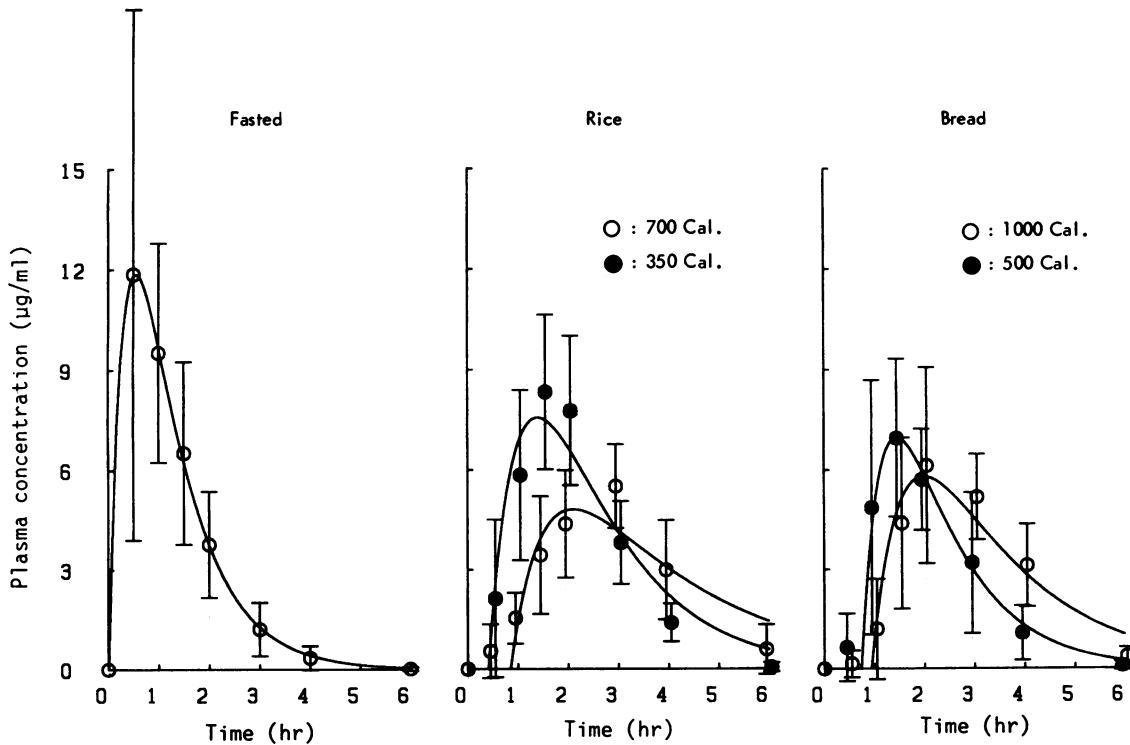 Fasted
Rice
Bread
○ : 700 Cal.
● : 350 Cal.
○ : 1000 Cal.
● : 500 Cal.
Plasma concentration (µg/ml)
15
12
9
6
3
0
0 1 2 3 4 5 6
0 1 2 3 4 5 6
0 1 2 3 4 5 6
Time (hr)
Time (hr)
Time (hr)